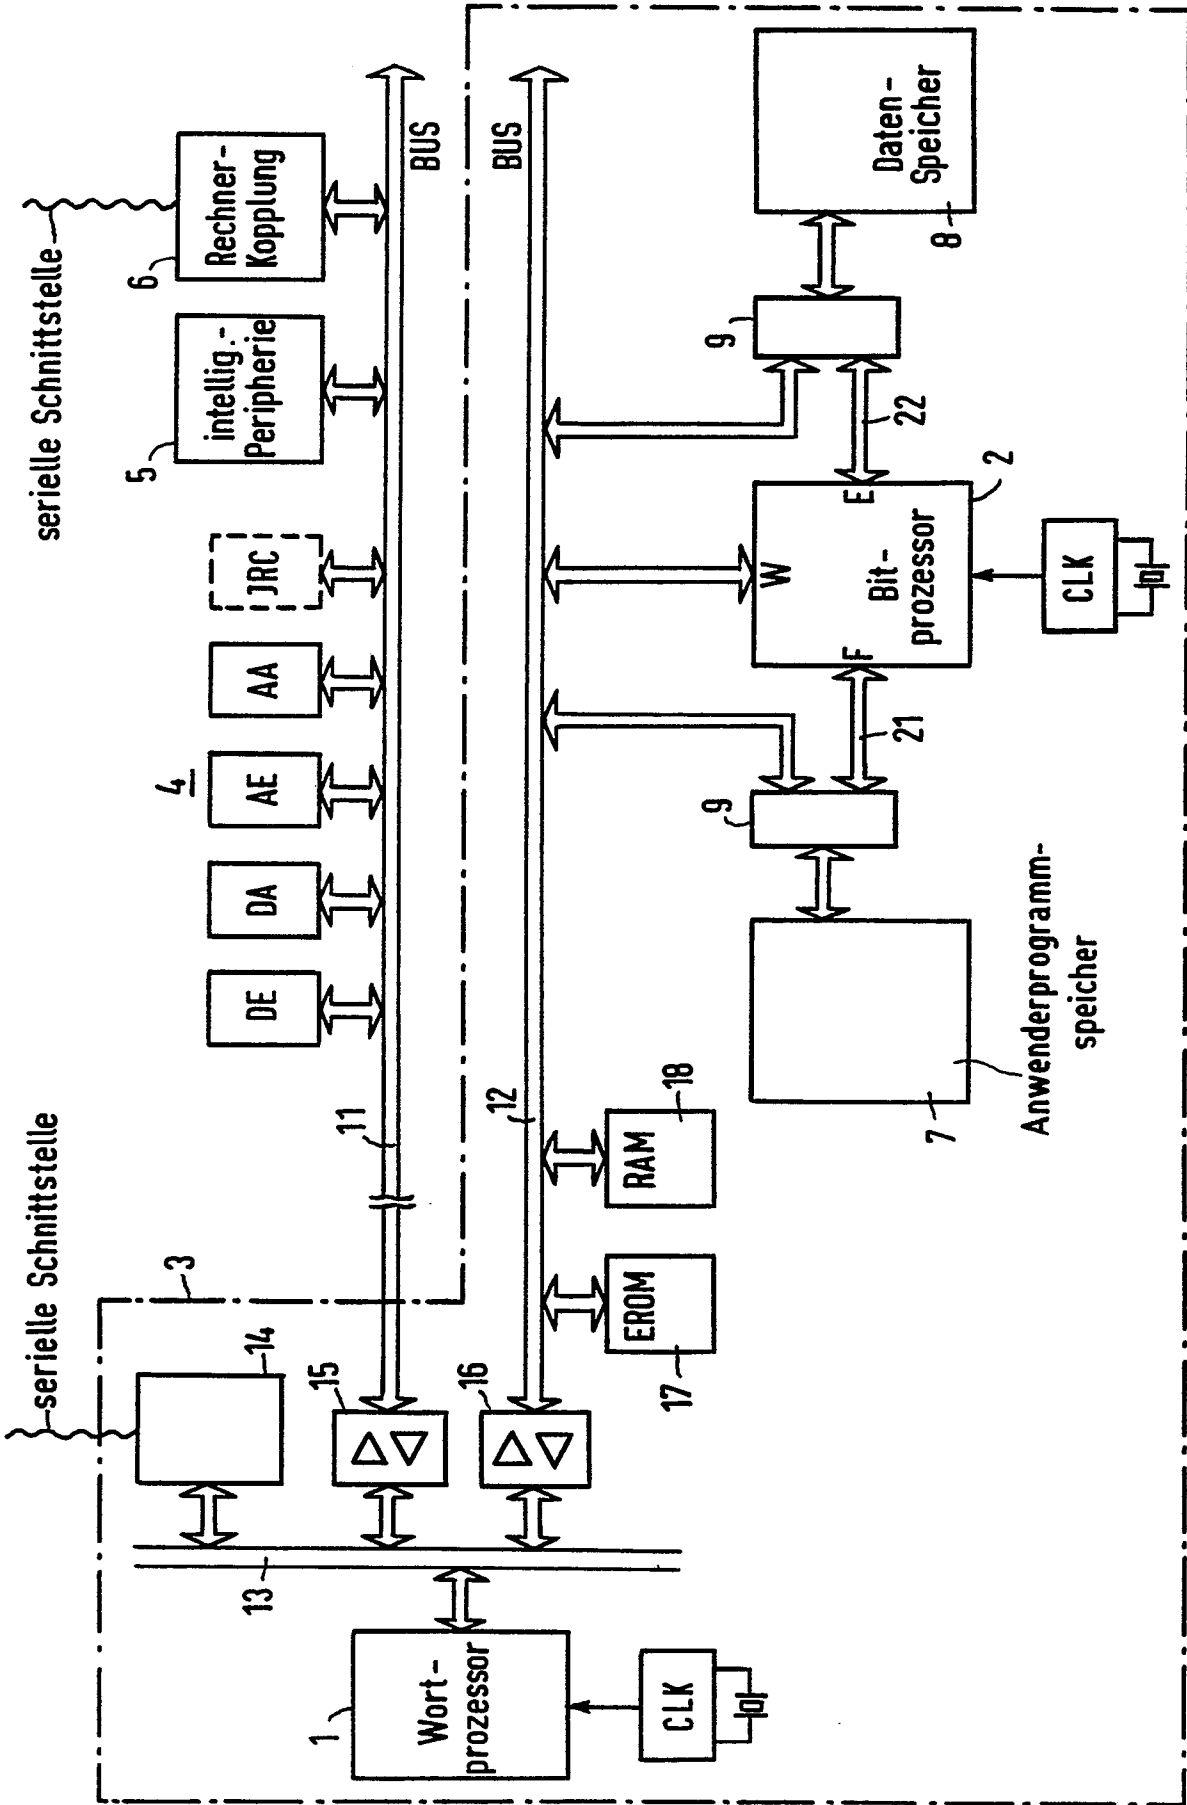 serielle Schnittstelle
serielle Schnittstelle
3
14
DE
DA
4
AE
AA
JRC
5
intellig.-
Peripherie
6
Rechner-
Kopplung
15
11
BUS
13
16
12
BUS
1
Wort-
prozessor
CLK
17
EROM
RAM
18
9
9
21
F
W
E
Bit-
prozessor
2
22
7
Anwenderprogramm-
speicher
CLK
8
Daten-
Speicher